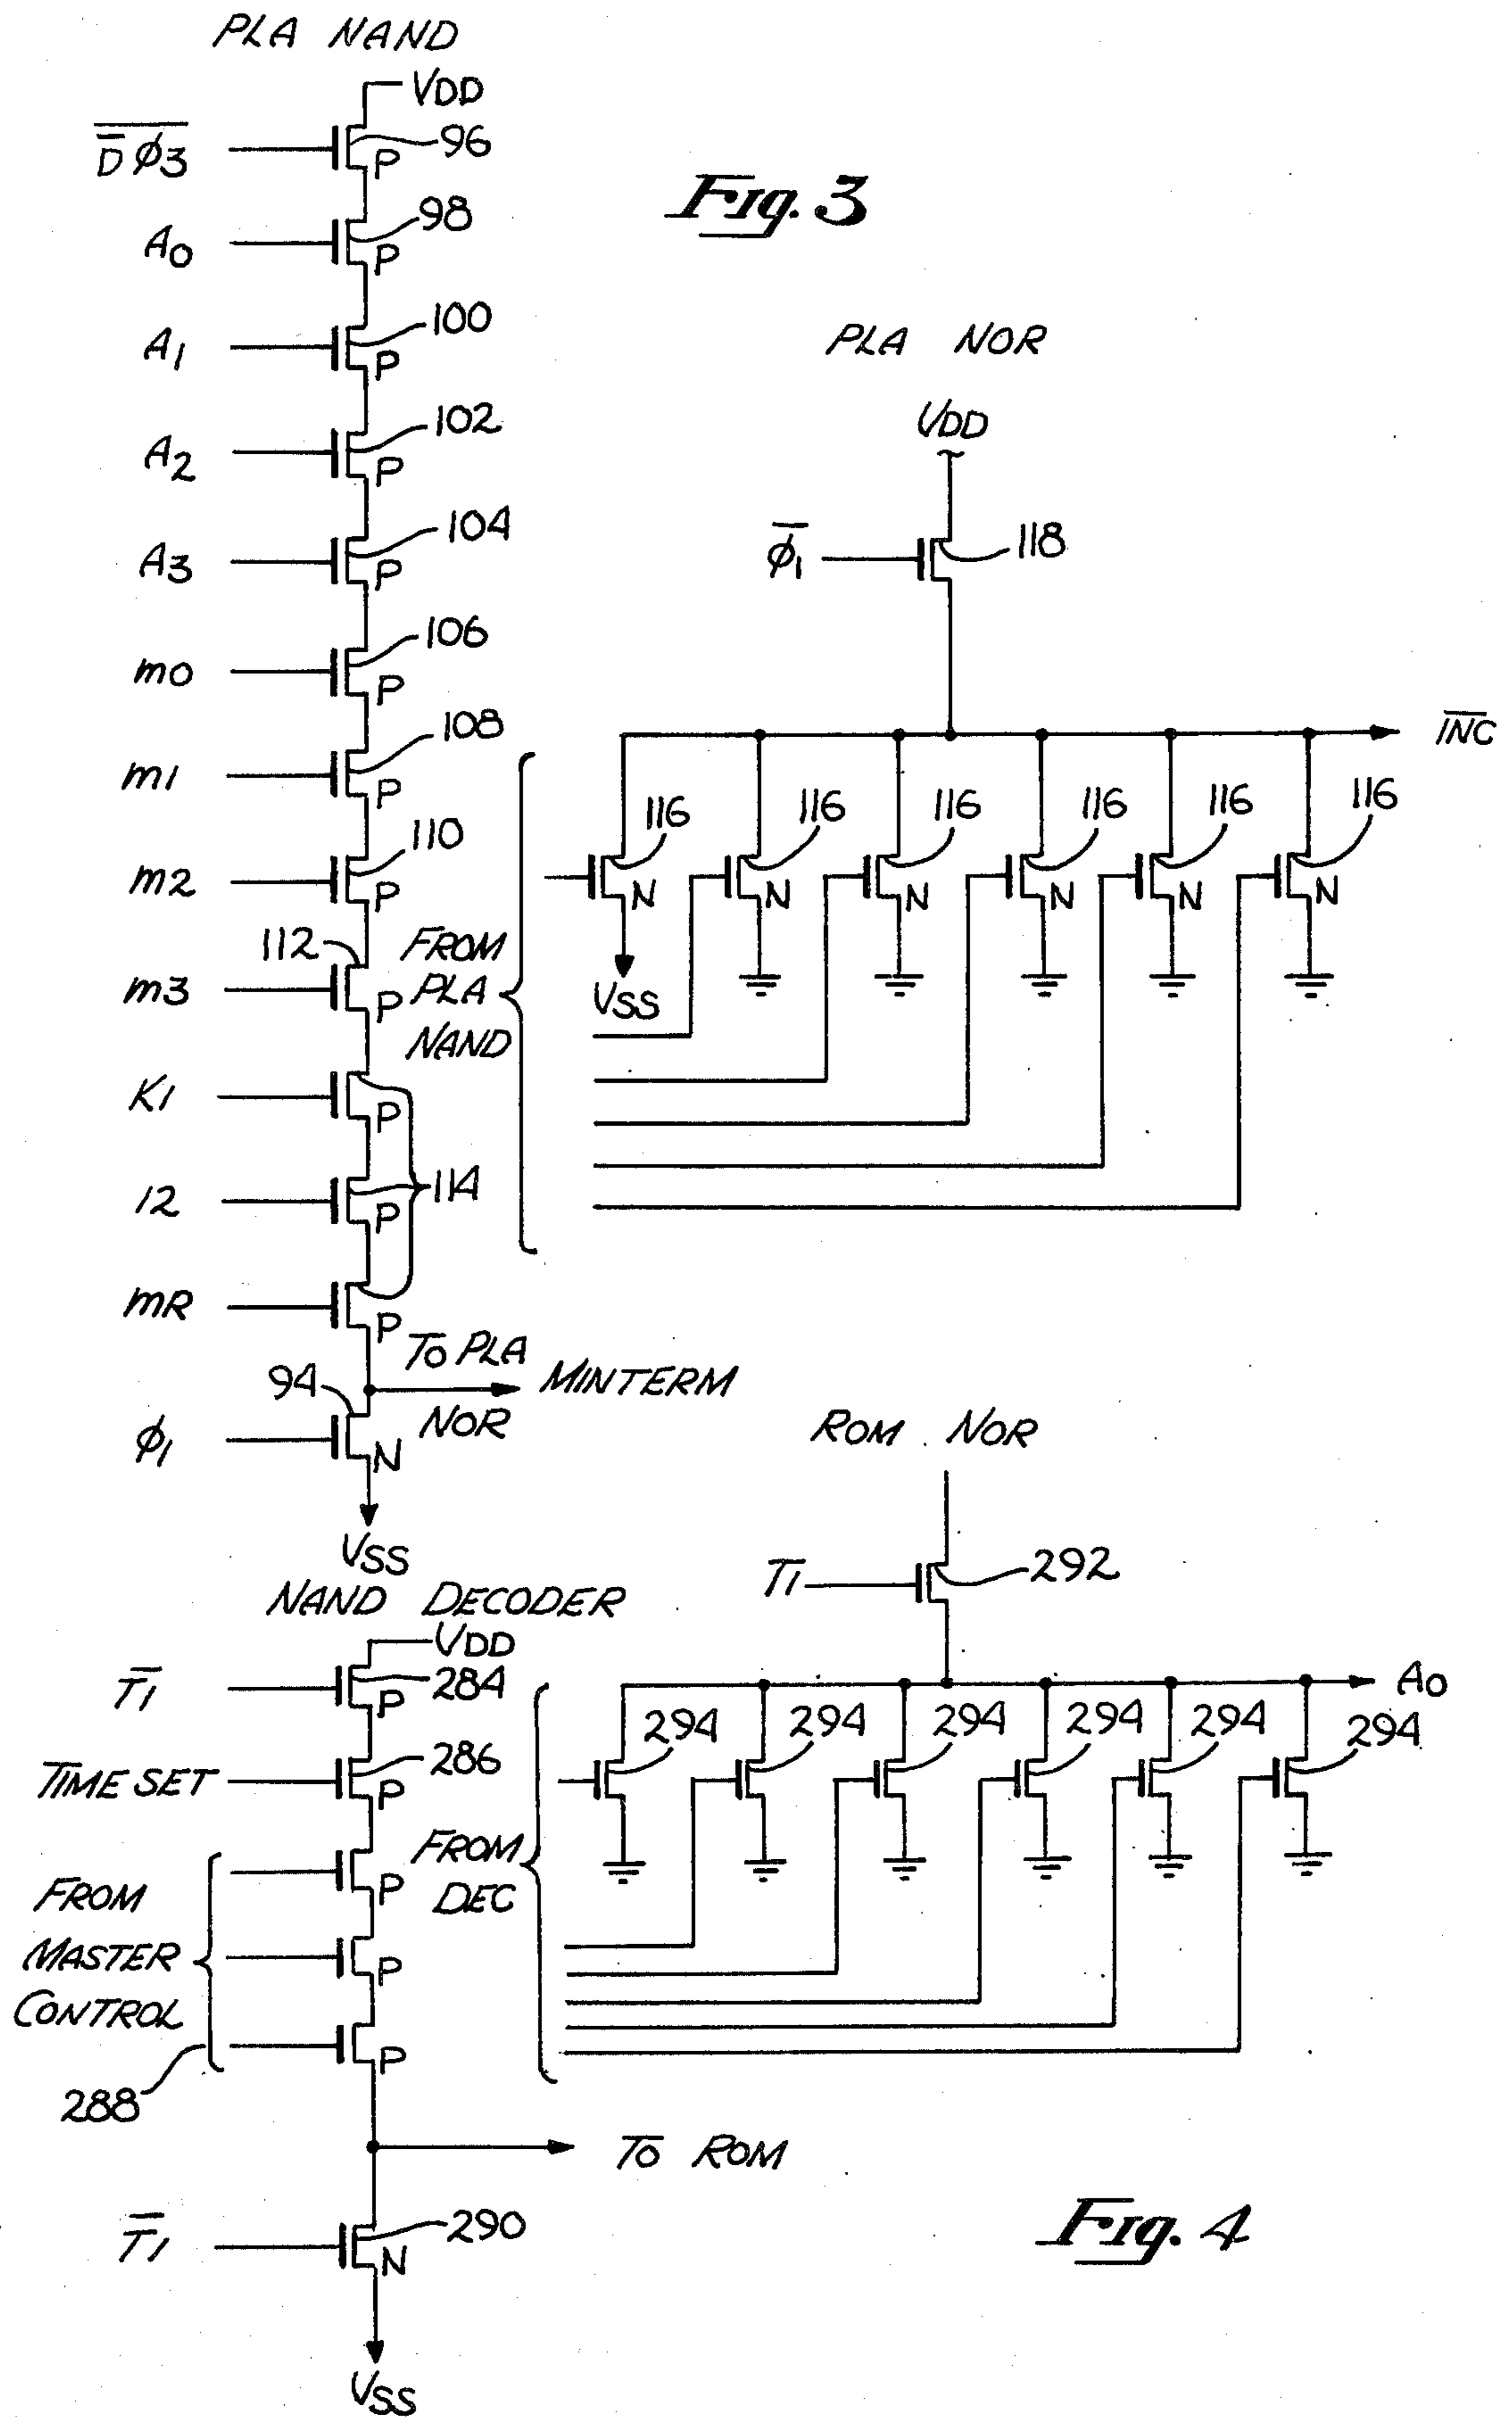 PLA NAND
VDD
D̅ φ3 96
P
A0 98
P
A1 100
P
A2 102
P
A3 104
P
m0 106
P
m1 108
P
m2 110
P
112
m3
P
K1
P
12 114
P
mR
P
TO PLA
NOR
MINTERM
94
φ1
N
VSS
Fig. 3
PLA NOR
VDD
φ̅1 118
I̅N̅C̅
116 116 116 116 116 116
N N N N N N
VSS
FROM
PLA
NAND
NAND DECODER
VDD
T̅1 284
P
TIME SET 286
P
P
P
P
FROM
MASTER
CONTROL
288
TO ROM
T̅1 290
N
VSS
ROM NOR
T1 292
A0
294 294 294 294 294 294
FROM
DEC
Fig. 4